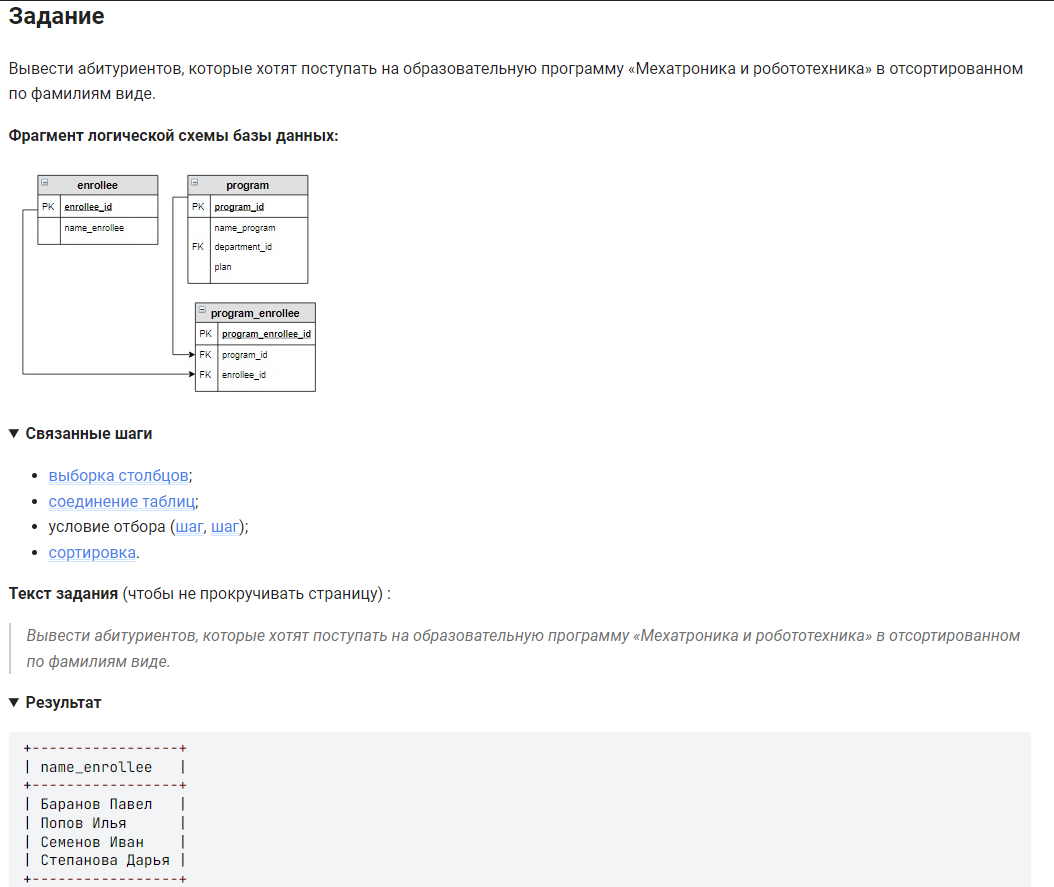 Задание
Вывести абитуриентов, которые хотят поступать на образовательную программу «Мехатроника и робототехника» в отсортированном
по фамилиям виде.
Фрагмент логической схемы базы данных:
enrollee
PK enrollee_id
name_enrollee
program
PK program_id
name_program
FK department_id
plan
program_enrollee
PK program_enrollee_id
FK program_id
FK enrollee_id
▼ Связанные шаги
• выборка столбцов;
• соединение таблиц;
• условие отбора (шаг, шаг);
• сортировка.
Текст задания (чтобы не прокручивать страницу) :
Вывести абитуриентов, которые хотят поступать на образовательную программу «Мехатроника и робототехника» в отсортированном
по фамилиям виде.
▼ Результат
+-----------------+
| name_enrollee   |
+-----------------+
| Баранов Павел   |
| Попов Илья      |
| Семенов Иван    |
| Степанова Дарья |
+-----------------+